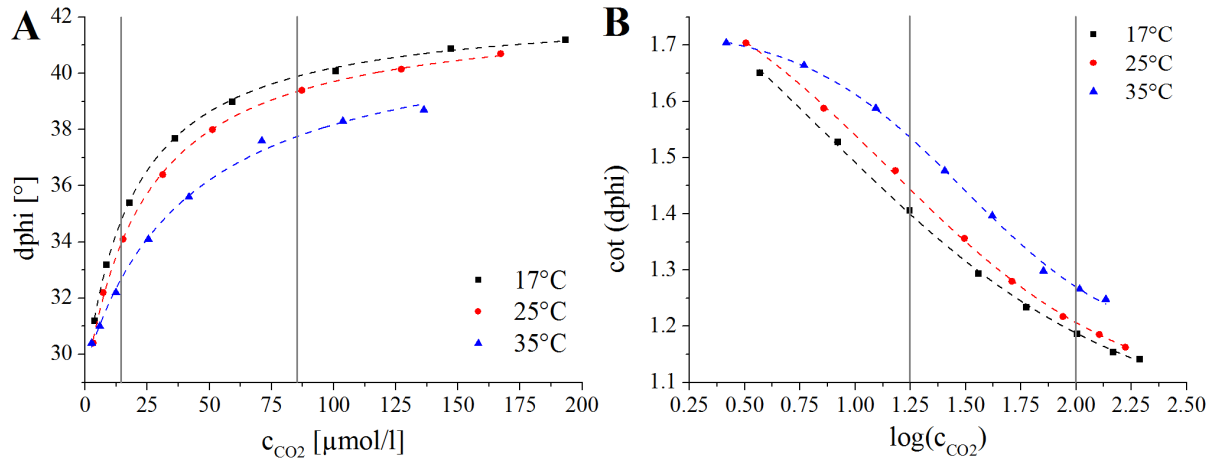 A
dphi [°]
42
40
38
36
34
32
30
0 25 50 75 100 125 150 175 200
c_CO2 [µmol/l]
17°C
25°C
35°C
B
cot (dphi)
1.7
1.6
1.5
1.4
1.3
1.2
1.1
0.25 0.50 0.75 1.00 1.25 1.50 1.75 2.00 2.25 2.50
log(c_CO2)
17°C
25°C
35°C